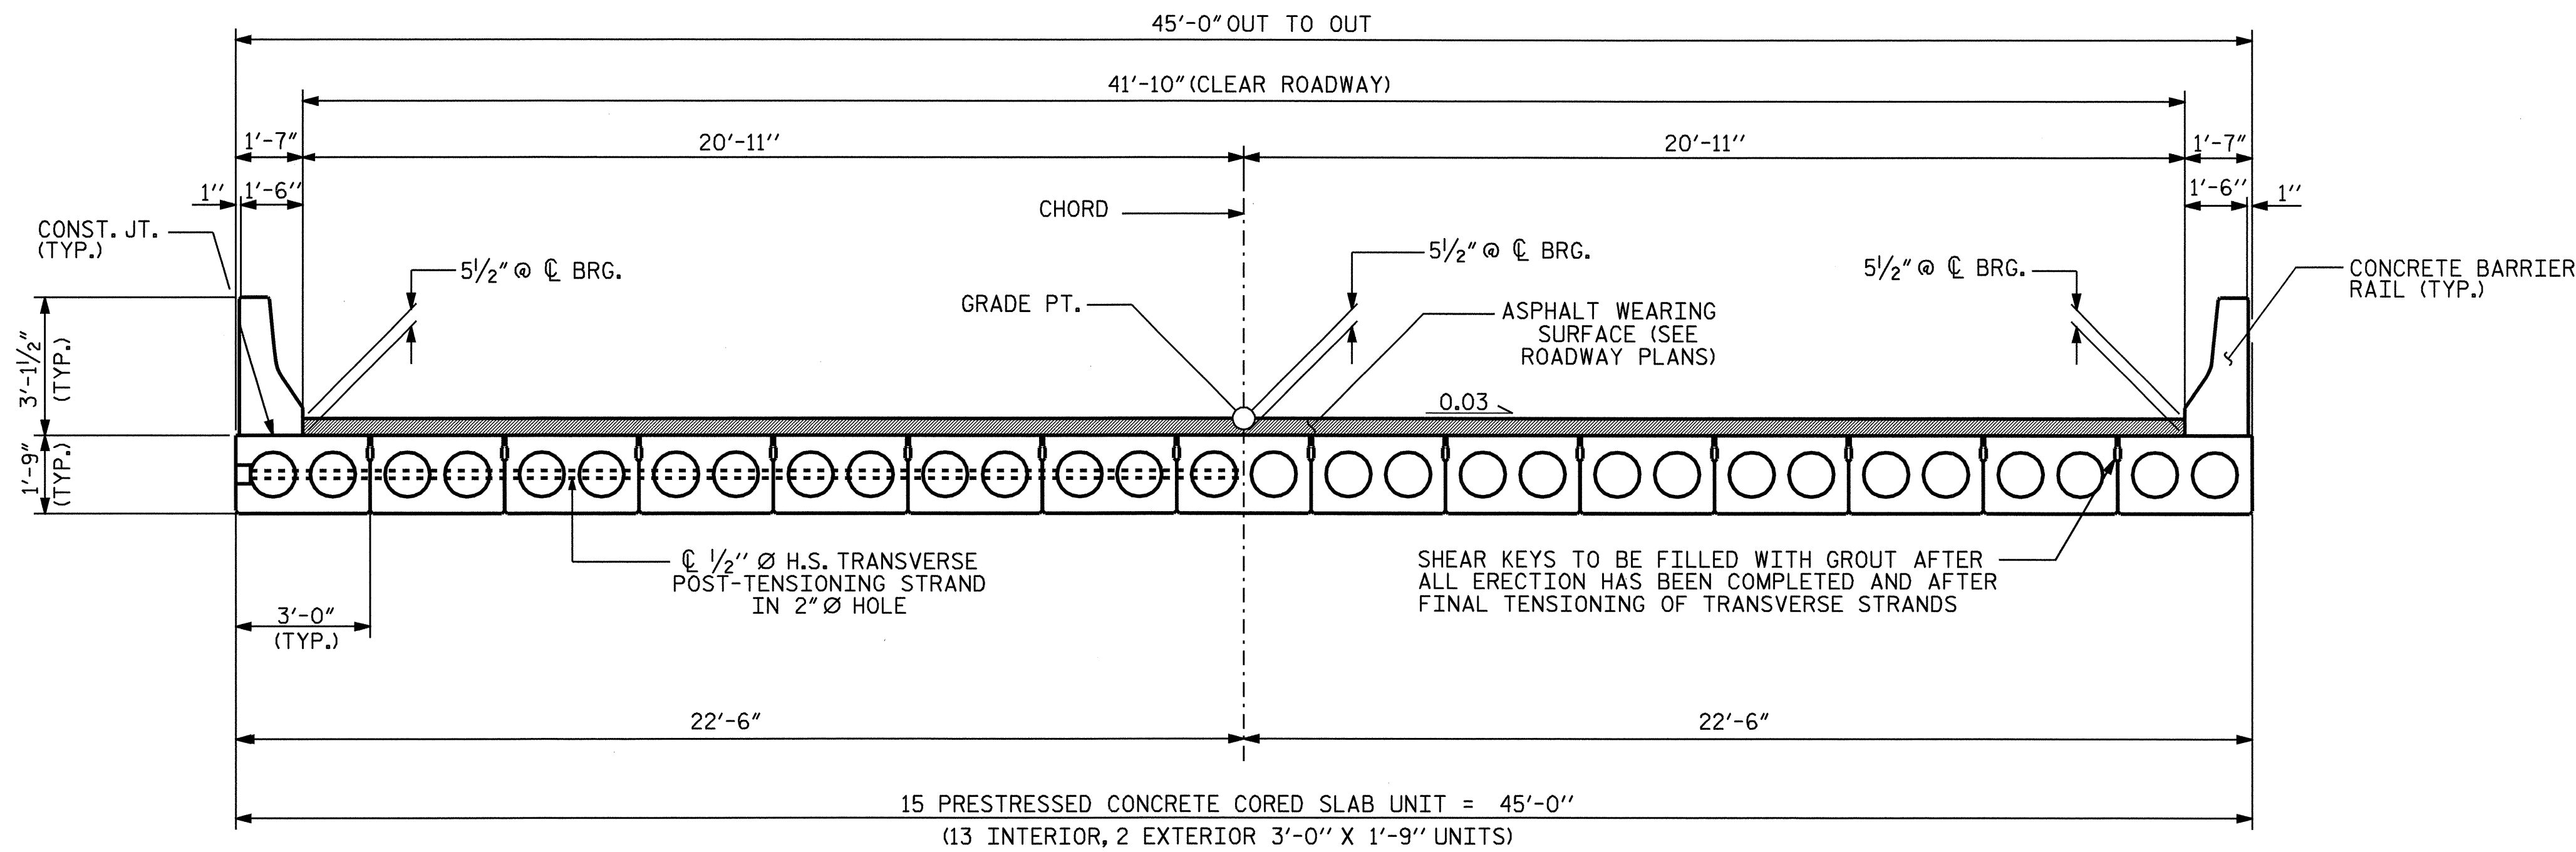 45'-0" OUT TO OUT
41'-10" (CLEAR ROADWAY)
1'-7"
20'-11"
20'-11"
1'-7"
1"
1'-6"
CHORD
1'-6"
1"
CONST. JT.
(TYP.)
5½" @ ℄ BRG.
5½" @ ℄ BRG.
5½" @ ℄ BRG.
CONCRETE BARRIER
RAIL (TYP.)
GRADE PT.
ASPHALT WEARING
SURFACE (SEE
ROADWAY PLANS)
3'-1½"
(TYP.)
0.03
1'-9"
(TYP.)
℄ ½" Ø H.S. TRANSVERSE
POST-TENSIONING STRAND
IN 2" Ø HOLE
SHEAR KEYS TO BE FILLED WITH GROUT AFTER
ALL ERECTION HAS BEEN COMPLETED AND AFTER
FINAL TENSIONING OF TRANSVERSE STRANDS
3'-0"
(TYP.)
22'-6"
22'-6"
15 PRESTRESSED CONCRETE CORED SLAB UNIT = 45'-0"
(13 INTERIOR, 2 EXTERIOR 3'-0" X 1'-9" UNITS)